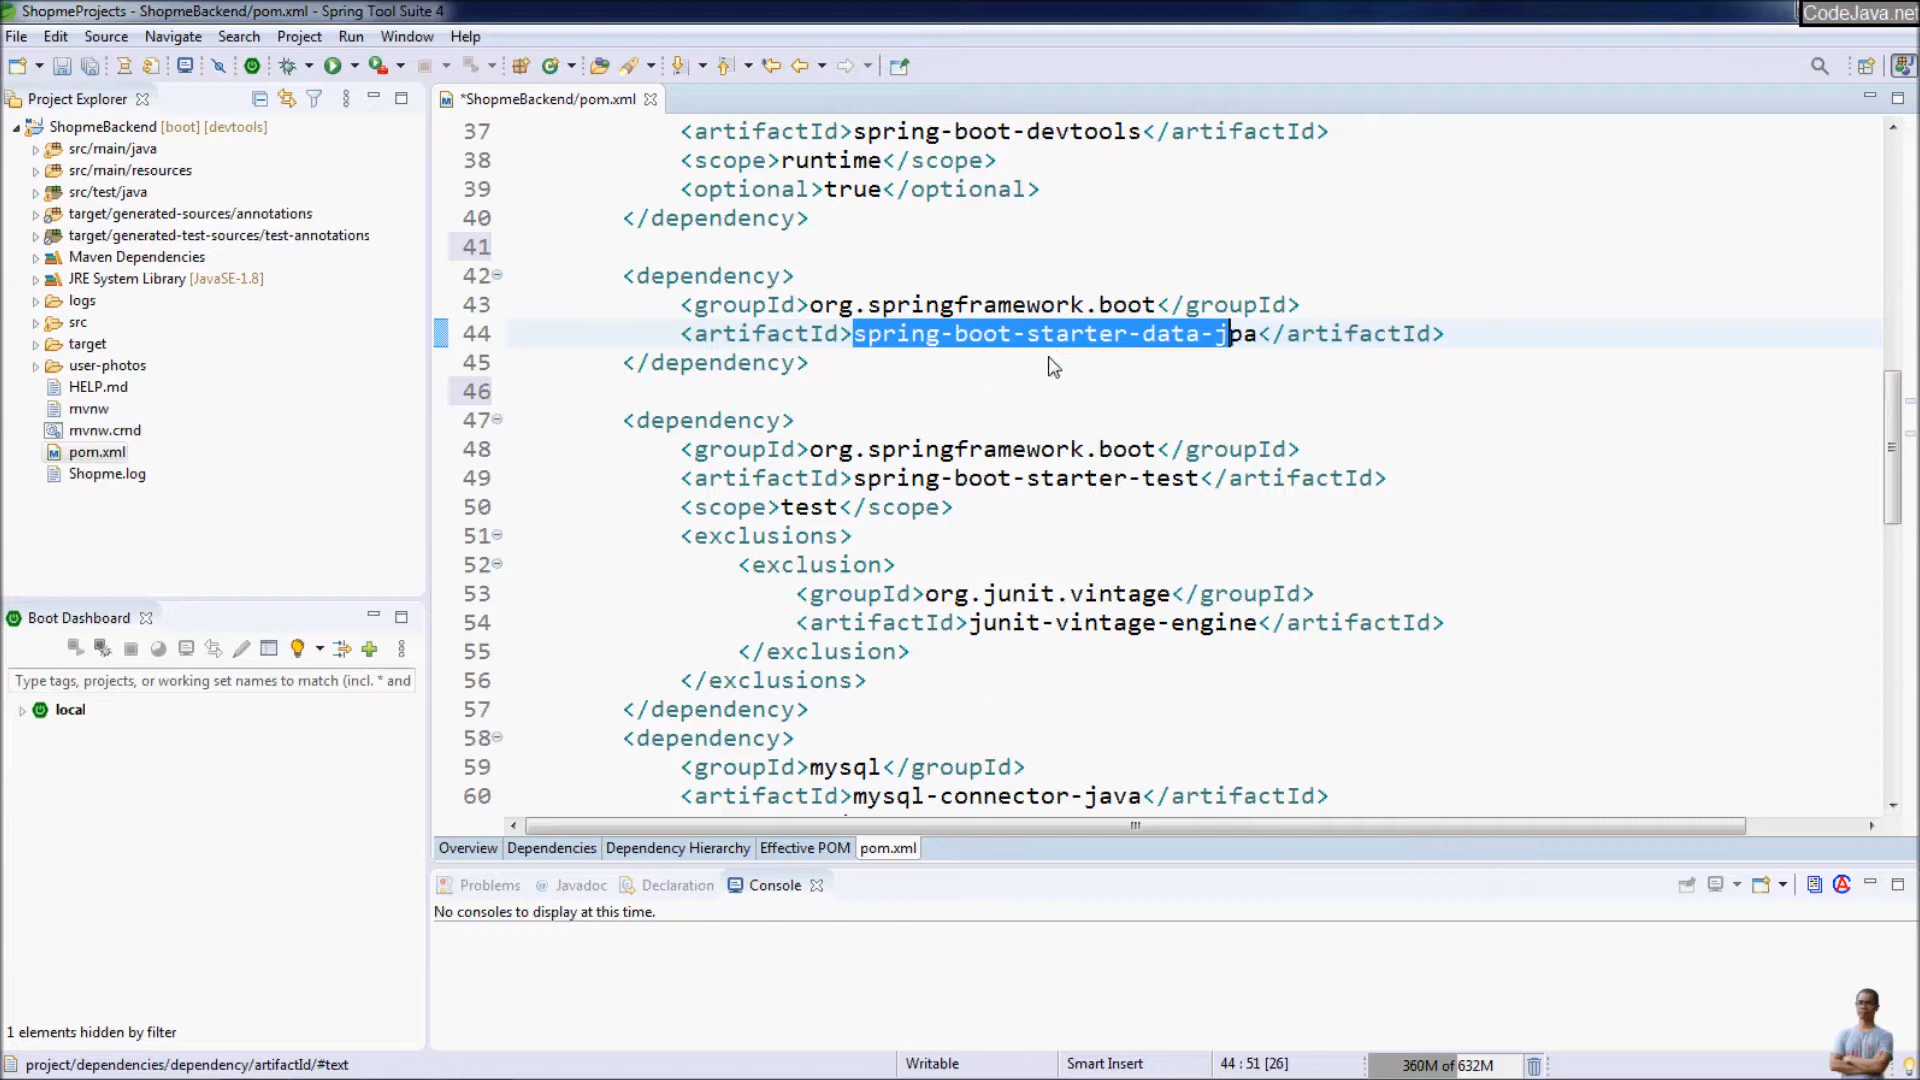 ShopmeProjects - ShopmeBackend/pom.xml - Spring Tool Suite 4
CodeJava.net
File Edit Source Navigate Search Project Run Window Help
Project Explorer
ShopmeBackend [boot] [devtools]
src/main/java
src/main/resources
src/test/java
target/generated-sources/annotations
target/generated-test-sources/test-annotations
Maven Dependencies
JRE System Library [JavaSE-1.8]
logs
src
target
user-photos
HELP.md
mvnw
mvnw.cmd
pom.xml
Shopme.log
Boot Dashboard
Type tags, projects, or working set names to match (incl. * and
local
1 elements hidden by filter
*ShopmeBackend/pom.xml
37 <artifactId>spring-boot-devtools</artifactId>
38 <scope>runtime</scope>
39 <optional>true</optional>
40 </dependency>
41
42 <dependency>
43 <groupId>org.springframework.boot</groupId>
44 <artifactId>spring-boot-starter-data-jpa</artifactId>
45 </dependency>
46
47 <dependency>
48 <groupId>org.springframework.boot</groupId>
49 <artifactId>spring-boot-starter-test</artifactId>
50 <scope>test</scope>
51 <exclusions>
52 <exclusion>
53 <groupId>org.junit.vintage</groupId>
54 <artifactId>junit-vintage-engine</artifactId>
55 </exclusion>
56 </exclusions>
57 </dependency>
58 <dependency>
59 <groupId>mysql</groupId>
60 <artifactId>mysql-connector-java</artifactId>
Overview Dependencies Dependency Hierarchy Effective POM pom.xml
Problems @ Javadoc Declaration Console
No consoles to display at this time.
project/dependencies/dependency/artifactId/#text Writable Smart Insert 44 : 51 [26] 360M of 632M